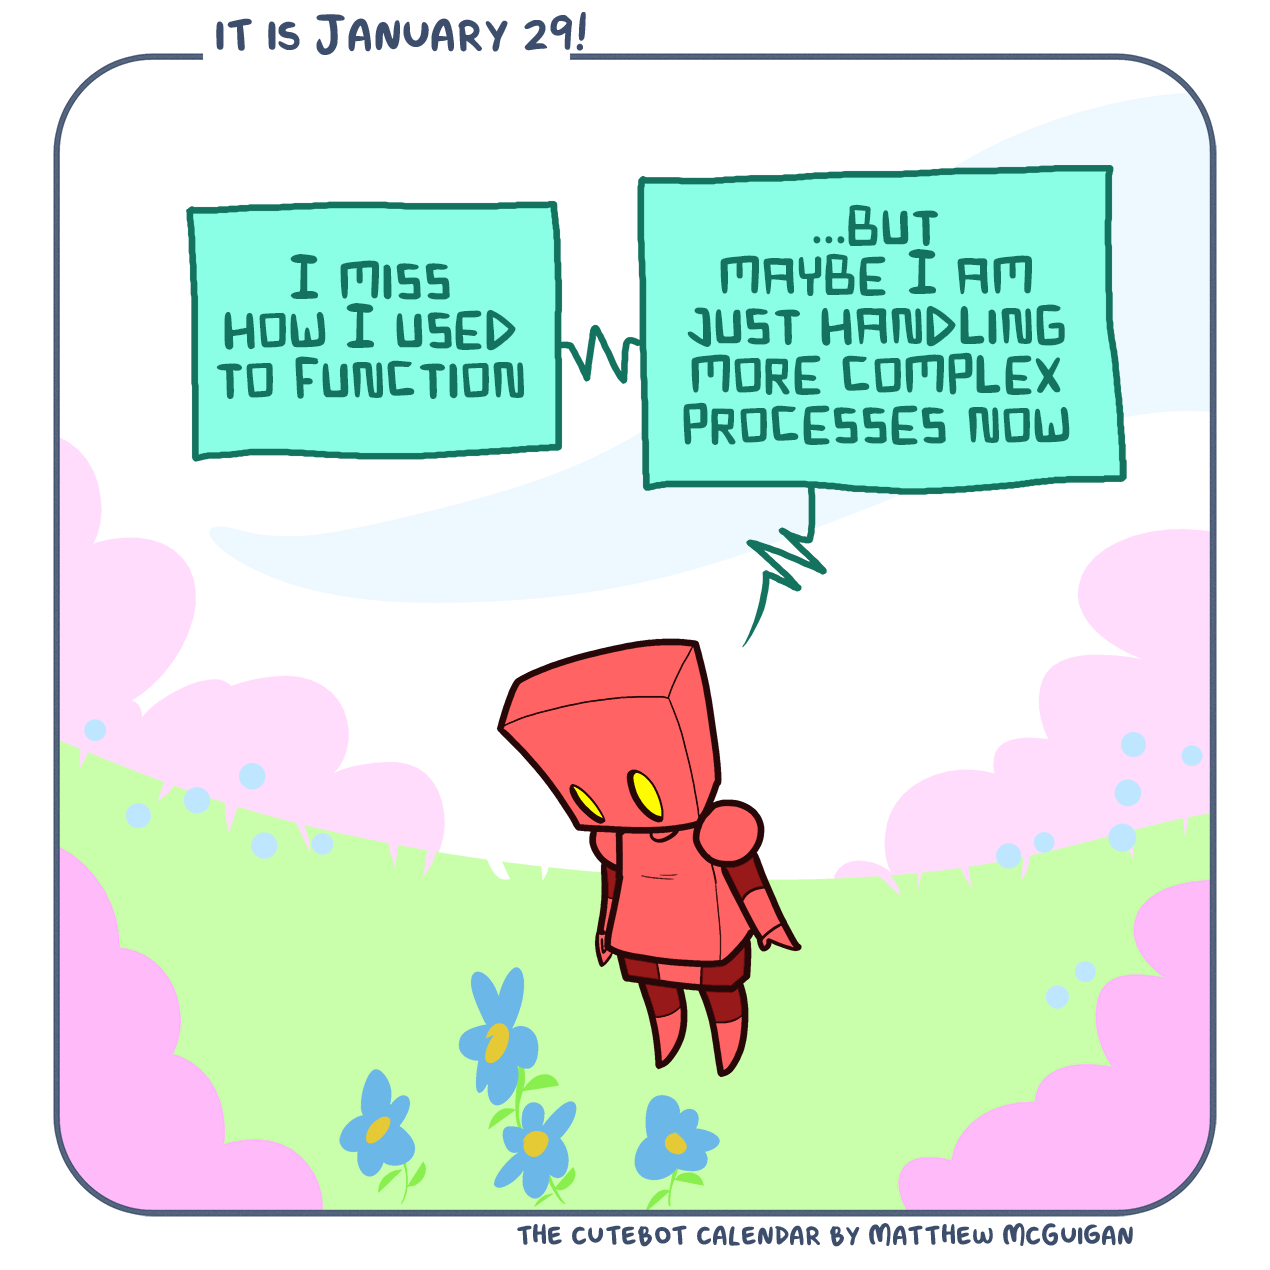 IT IS JANUARY 29!
I MISS
HOW I USED
TO FUNCTION
...BUT
MAYBE I AM
JUST HANDLING
MORE COMPLEX
PROCESSES NOW
THE CUTEBOT CALENDAR BY MATTHEW MCGUIGAN